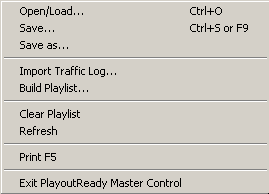 Open/Load... Ctrl+O
Save... Ctrl+S or F9
Save as...
Import Traffic Log...
Build Playlist...
Clear Playlist
Refresh
Print F5
Exit PlayoutReady Master Control